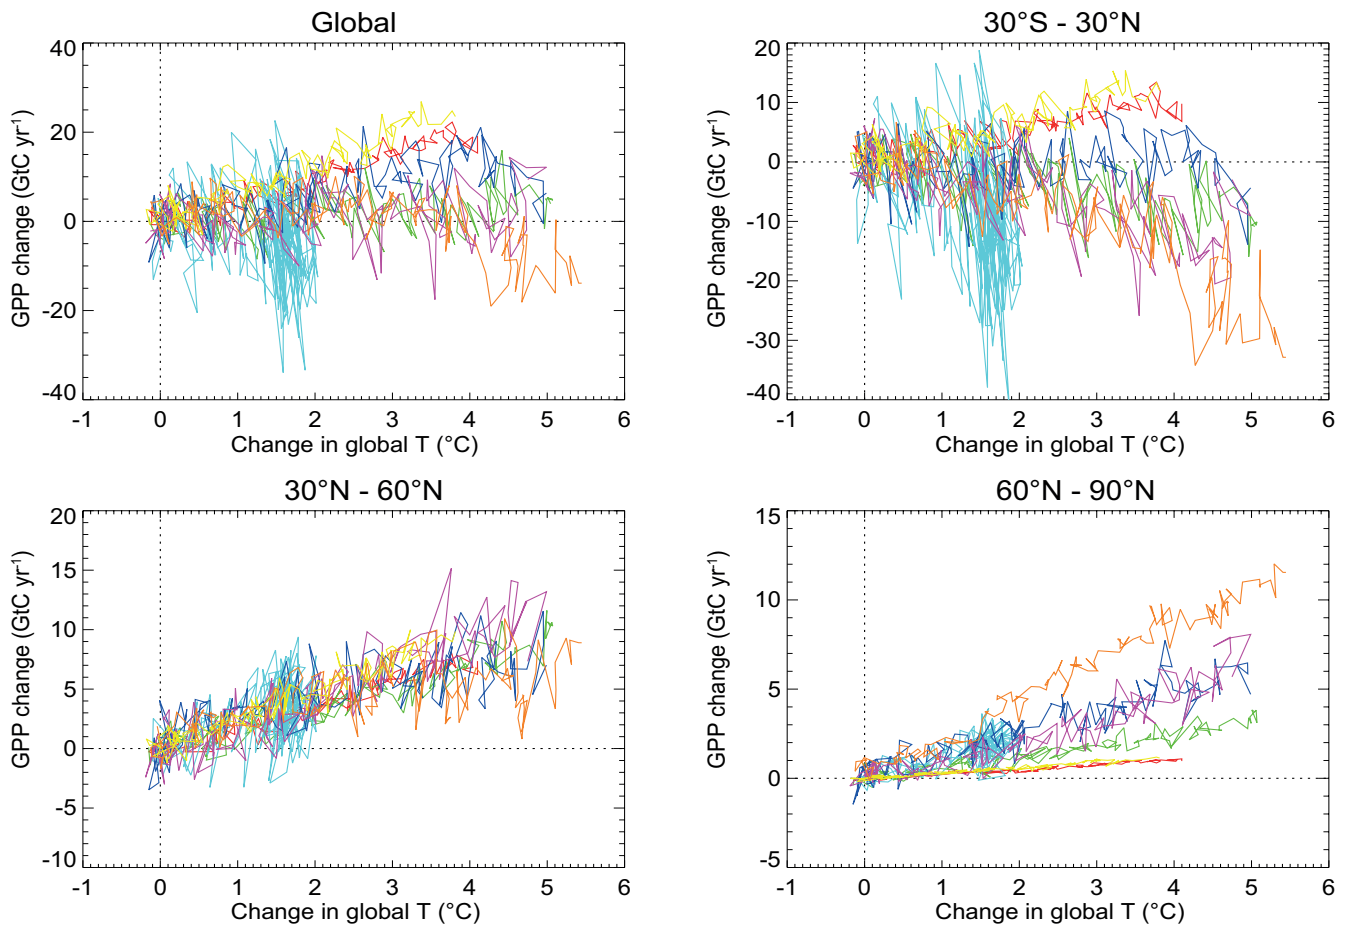 Global
40
20
0
-20
-40
GPP change (GtC yr-1)
-1 0 1 2 3 4 5 6
Change in global T (°C)
30°S - 30°N
20
10
0
-10
-20
-30
-40
GPP change (GtC yr-1)
-1 0 1 2 3 4 5 6
Change in global T (°C)
30°N - 60°N
20
15
10
5
0
-5
-10
GPP change (GtC yr-1)
-1 0 1 2 3 4 5 6
Change in global T (°C)
60°N - 90°N
15
10
5
0
-5
GPP change (GtC yr-1)
-1 0 1 2 3 4 5 6
Change in global T (°C)